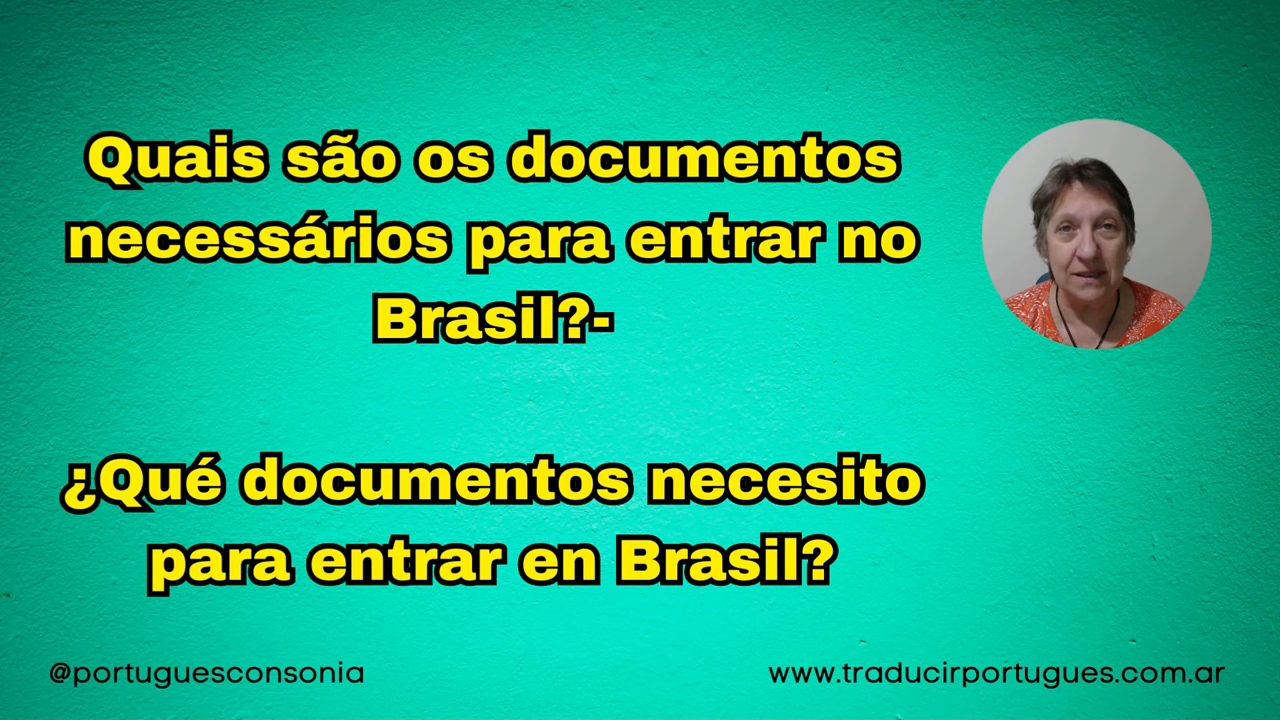 Quais são os documentos
necessários para entrar no
Brasil?-
¿Qué documentos necesito
para entrar en Brasil?
@portuguesconsonia
www.traducirportugues.com.ar